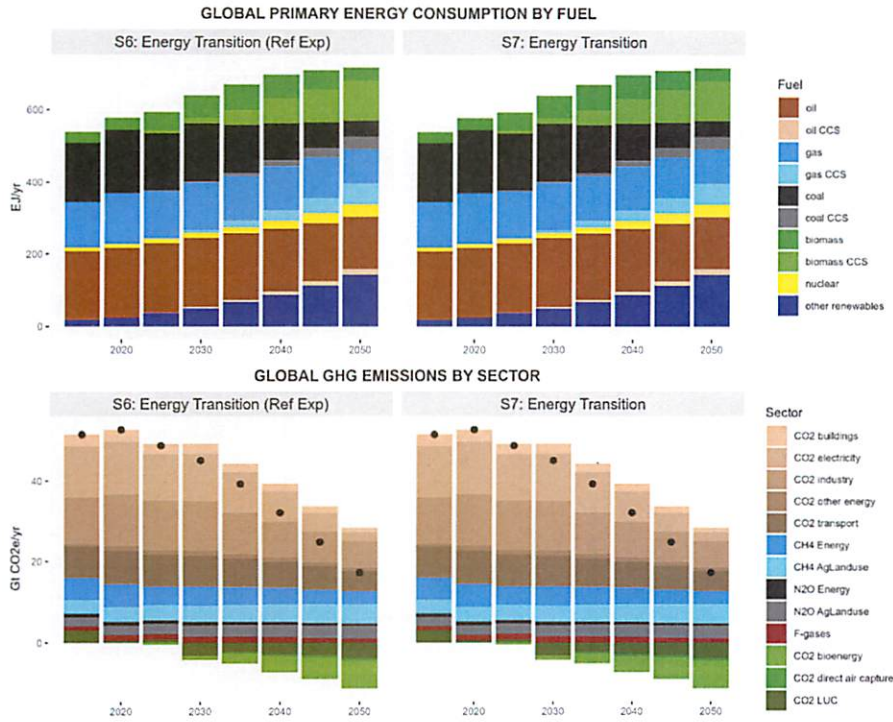 GLOBAL PRIMARY ENERGY CONSUMPTION BY FUEL
S6: Energy Transition (Ref Exp)
S7: Energy Transition
EJ/yr
600
400
200
0
2020
2030
2040
2050
2020
2030
2040
2050
Fuel
oil
oil CCS
gas
gas CCS
coal
coal CCS
biomass
biomass CCS
nuclear
other renewables
GLOBAL GHG EMISSIONS BY SECTOR
S6: Energy Transition (Ref Exp)
S7: Energy Transition
Gt CO2e/yr
40
20
0
2020
2030
2040
2050
2020
2030
2040
2050
Sector
CO2 buildings
CO2 electricity
CO2 industry
CO2 other energy
CO2 transport
CH4 Energy
CH4 AgLanduse
N2O Energy
N2O AgLanduse
F-gases
CO2 bioenergy
CO2 direct air capture
CO2 LUC